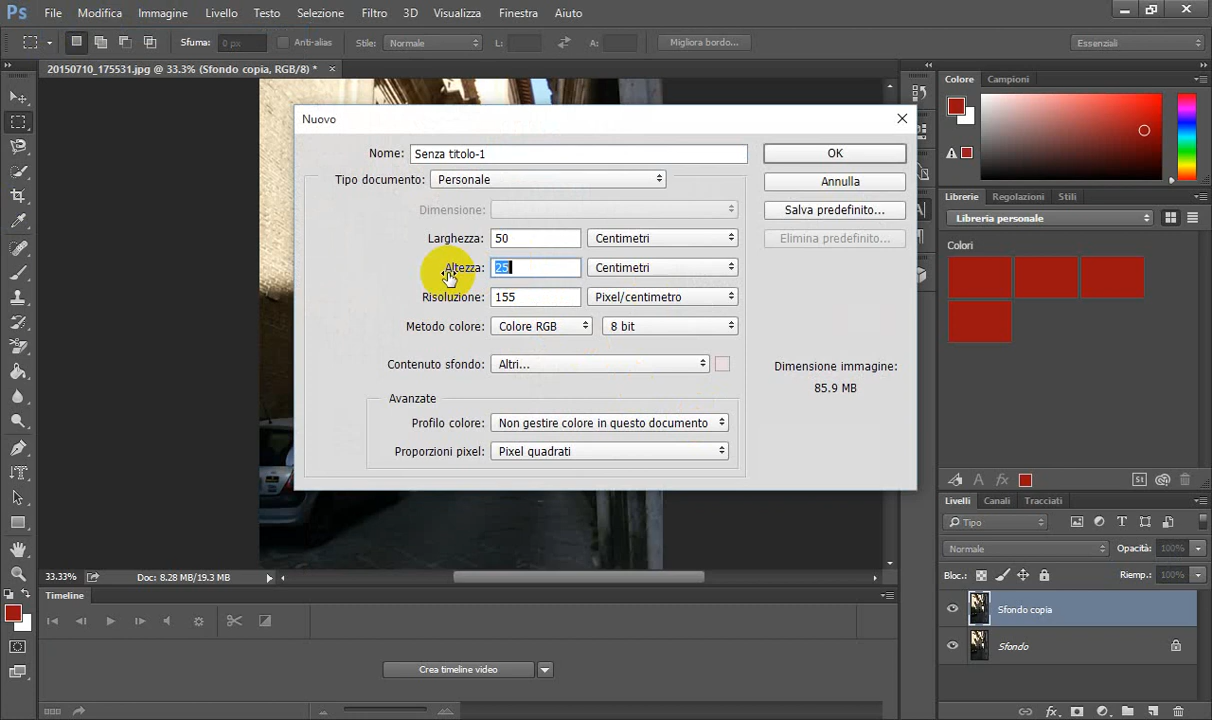 Ps File Modifica Immagine Livello Testo Selezione Filtro 3D Visualizza Finestra Aiuto
Sfuma: 0 px Anti-alias Stile: Normale L: A: Migliora bordo... Essenziali
20150710_175531.jpg @ 33.3% (Sfondo copia, RGB/8) * ×
Nuovo
Nome: Senza titolo-1
Tipo documento: Personale
Dimensione:
Larghezza: 50 Centimetri
Altezza: 25 Centimetri
Risoluzione: 155 Pixel/centimetro
Metodo colore: Colore RGB 8 bit
Contenuto sfondo: Altri...
Avanzate
Profilo colore: Non gestire colore in questo documento
Proporzioni pixel: Pixel quadrati
OK
Annulla
Salva predefinito...
Elimina predefinito...
Dimensione immagine:
85.9 MB
Colore Campioni
Librerie Regolazioni Stili
Libreria personale
Colori
A fx St
Livelli Canali Tracciati
Tipo
Normale Opacità: 100%
Bloc.: Riemp.: 100%
Sfondo copia
Sfondo
fx
33.33% Doc: 8.28 MB/19.3 MB
Timeline
Crea timeline video